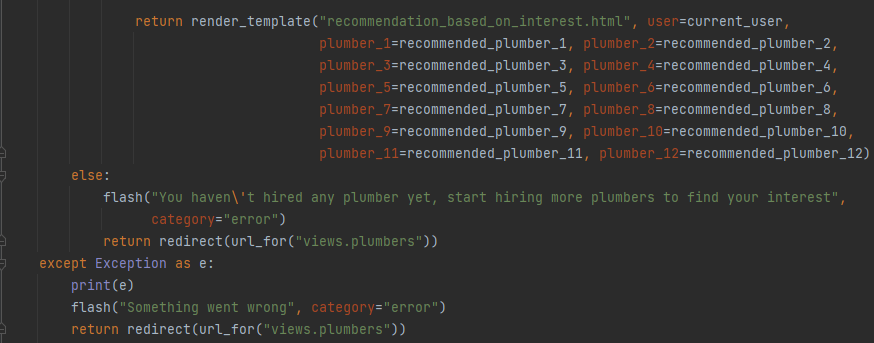 return render_template("recommendation_based_on_interest.html", user=current_user,
plumber_1=recommended_plumber_1, plumber_2=recommended_plumber_2,
plumber_3=recommended_plumber_3, plumber_4=recommended_plumber_4,
plumber_5=recommended_plumber_5, plumber_6=recommended_plumber_6,
plumber_7=recommended_plumber_7, plumber_8=recommended_plumber_8,
plumber_9=recommended_plumber_9, plumber_10=recommended_plumber_10,
plumber_11=recommended_plumber_11, plumber_12=recommended_plumber_12)
else:
flash("You haven\'t hired any plumber yet, start hiring more plumbers to find your interest",
category="error")
return redirect(url_for("views.plumbers"))
except Exception as e:
print(e)
flash("Something went wrong", category="error")
return redirect(url_for("views.plumbers"))